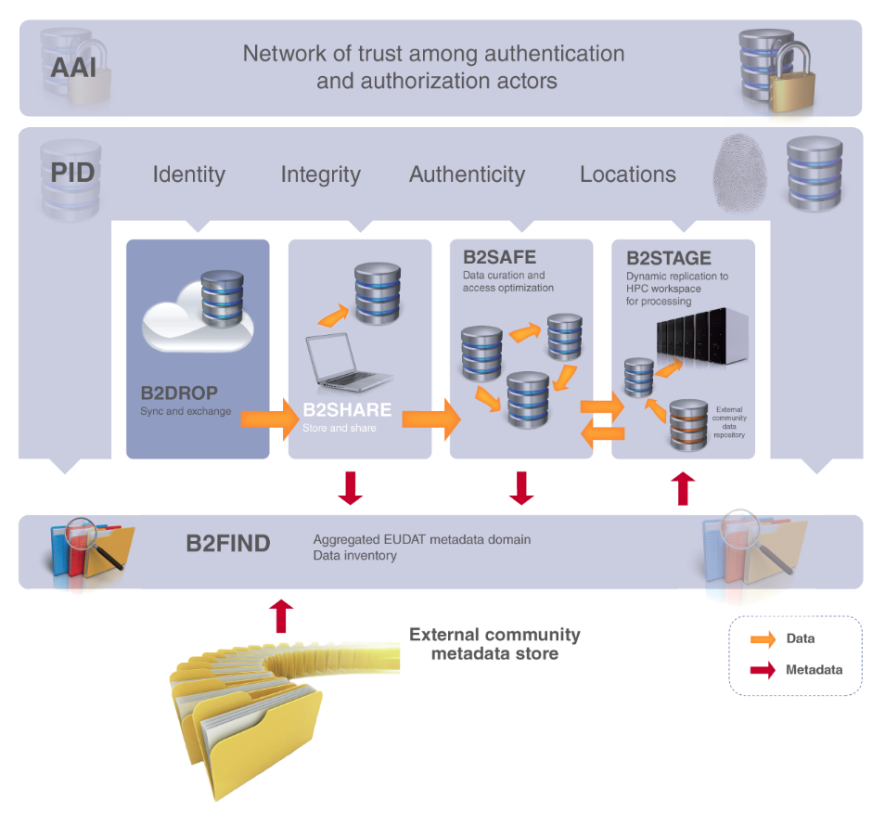 AAI
Network of trust among authentication
and authorization actors
PID
Identity
Integrity
Authenticity
Locations
B2DROP
Sync and exchange
B2SHARE
Store and share
B2SAFE
Data curation and
access optimization
B2STAGE
Dynamic replication to
HPC workspace
for processing
External
community
data
repository
B2FIND
Aggregated EUDAT metadata domain
Data inventory
External community
metadata store
Data
Metadata